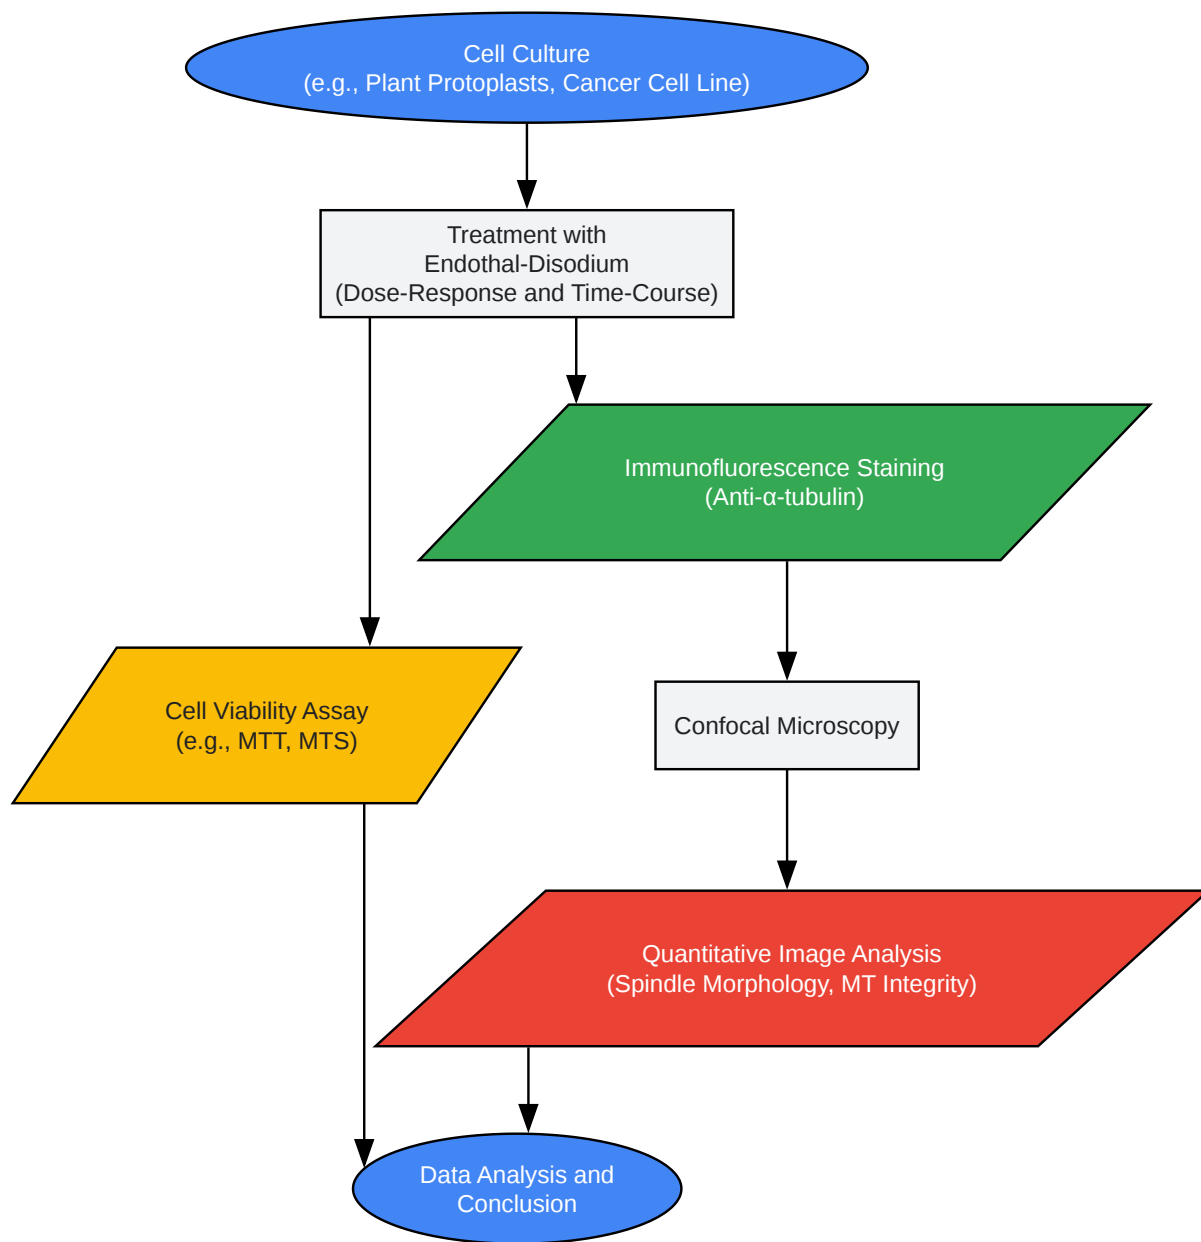 Cell Culture
(e.g., Plant Protoplasts, Cancer Cell Line)
Treatment with
Endothal-Disodium
(Dose-Response and Time-Course)
Immunofluorescence Staining
(Anti-α-tubulin)
Cell Viability Assay
(e.g., MTT, MTS)
Confocal Microscopy
Quantitative Image Analysis
(Spindle Morphology, MT Integrity)
Data Analysis and
Conclusion